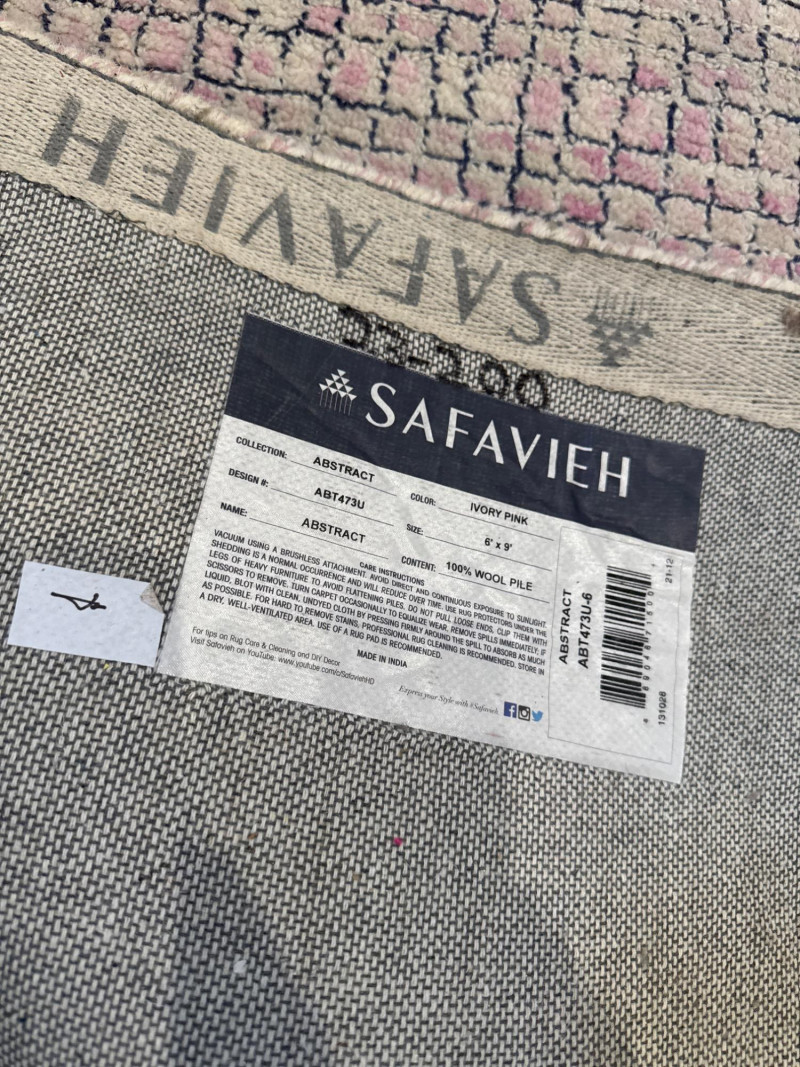 SAFAVIEH
SAFAVIEH
COLLECTION: ABSTRACT
COLOR: IVORY PINK
DESIGN #: ABT473U
SIZE: 6' x 9'
NAME: ABSTRACT
CONTENT: 100% WOOL PILE
CARE INSTRUCTIONS
VACUUM USING A BRUSHLESS ATTACHMENT. AVOID DIRECT AND CONTINUOUS EXPOSURE TO SUNLIGHT.
SHEDDING IS A NORMAL OCCURRENCE AND WILL REDUCE OVER TIME. USE RUG PROTECTORS UNDER THE
LEGS OF HEAVY FURNITURE TO AVOID FLATTENING PILES. DO NOT PULL LOOSE ENDS, CLIP THEM WITH
SCISSORS TO REMOVE. TURN CARPET OCCASIONALLY TO EQUALIZE WEAR. REMOVE SPILLS IMMEDIATELY. IF
LIQUID, BLOT WITH CLEAN, UNDYED CLOTH BY PRESSING FIRMLY AROUND THE SPILL TO ABSORB AS MUCH
AS POSSIBLE. FOR HARD TO REMOVE STAINS, PROFESSIONAL RUG CLEANING IS RECOMMENDED. STORE IN
A DRY, WELL-VENTILATED AREA. USE OF A RUG PAD IS RECOMMENDED.
MADE IN INDIA
For tips on Rug Care & Cleaning and DIY Decor
Visit Safavieh on YouTube: www.youtube.com/c/SafaviehHD
Express your Style with #Safavieh
ABSTRACT
ABT473U-6
21.12
131026